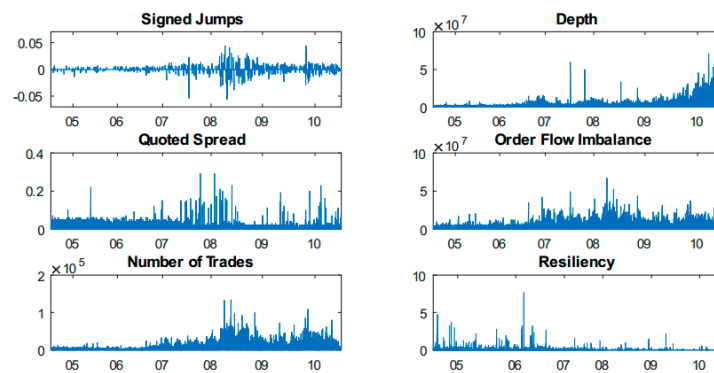 Signed Jumps
0.05
0
-0.05
05 06 07 08 09 10
Depth
10 ×10^7
5
0
05 06 07 08 09 10
Quoted Spread
0.4
0.2
0
05 06 07 08 09 10
Order Flow Imbalance
10 ×10^7
5
0
05 06 07 08 09 10
Number of Trades
2 ×10^5
1
0
05 06 07 08 09 10
Resiliency
10
5
0
05 06 07 08 09 10